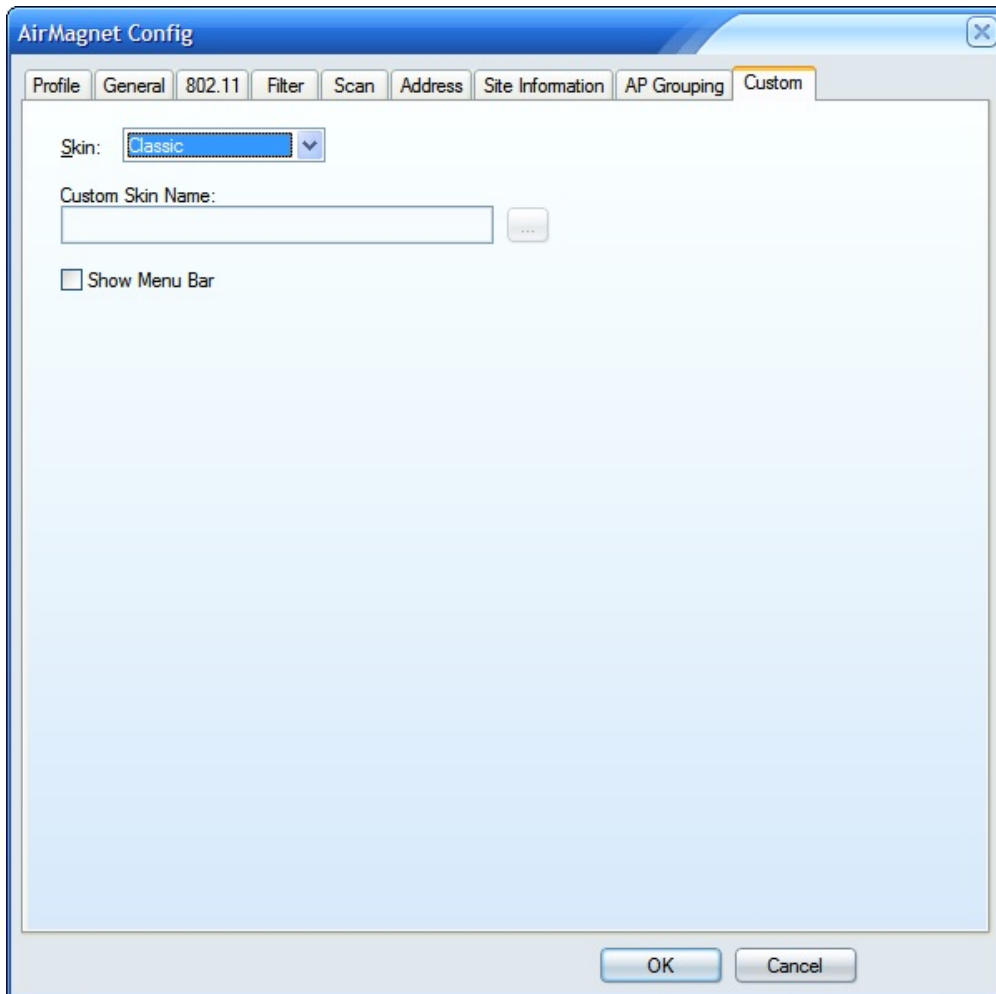 AirMagnet Config
Profile General 802.11 Filter Scan Address Site Information AP Grouping Custom
Skin: Classic
Custom Skin Name:
...
Show Menu Bar
OK Cancel